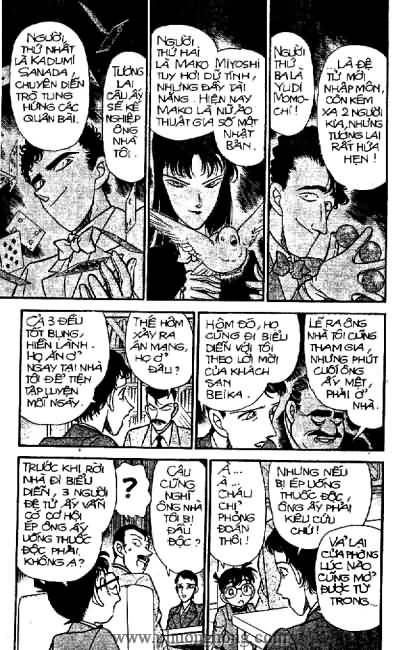 NGƯỜI
THỨ NHẤT
LÀ KADUMI
SANADA,
CHUYÊN DIỄN
TRÒ TUNG
HỨNG CÁC
QUÂN BÀI.
TƯƠNG
LAI
CẬU ẤY
SẼ KẾ
NGHIỆP
ÔNG
NHÀ
TÔI.
NGƯỜI
THỨ HAI
LÀ MAKO MIYOSHI
TUY HƠI DỮ TÍNH,
NHƯNG ĐẦY TÀI
NĂNG. HIỆN NAY
MAKO LÀ NỮ ẢO
THUẬT GIA SỐ MỘT
NHẬT
BẢN.
NGƯỜI
THỨ
BA LÀ
YUDI
MOMO-
CHI!
LÀ ĐỆ
TỬ MỚI
NHẬP MÔN,
CÒN KÉM
XA 2 NGƯỜI
KIA, NHƯNG
TƯƠNG LAI
RẤT HỨA
HẸN!
CẢ 3 ĐỀU
TỐT BỤNG,
HIỀN LÀNH.
HỌ ĂN Ở
NGAY TẠI NHÀ
TÔI ĐỂ TIỆN
TẬP LUYỆN
MỖI NGÀY.
THẾ HÔM
XẢY RA
ÁN MẠNG,
HỌ Ở
ĐÂU?
HÔM ĐÓ, HỌ
CÙNG ĐI BIỂU
DIỄN VỚI TÔI
THEO LỜI MỜI
CỦA KHÁCH
SẠN
BEIKA.
LẼ RA ÔNG
NHÀ TÔI CŨNG
THAM GIA,
NHƯNG PHÚT
CUỐI ÔNG
ẤY MỆT,
PHẢI Ở
NHÀ.
TRƯỚC KHI RỜI
NHÀ ĐI BIỂU
DIỄN, 3 NGƯỜI
ĐỆ TỬ ẤY VẪN
CÓ CƠ HỘI
ÉP ÔNG ẤY
UỐNG THUỐC
ĐỘC PHẢI
KHÔNG Ạ?
?
CẬU
CŨNG
NGHĨ
ÔNG NHÀ
TÔI BỊ
ĐẦU
ĐỘC?
À...
À...
CHÁU
CHỈ
PHỎNG
ĐOÁN
THÔI!
NHƯNG NẾU
BỊ ÉP UỐNG
THUỐC ĐỘC,
ÔNG ẤY PHẢI
KÊU CỨU
CHỨ!
VẢ LẠI
CỬA PHÒNG
LÚC NÀO
CŨNG MỞ
ĐƯỢC TỪ
TRONG...